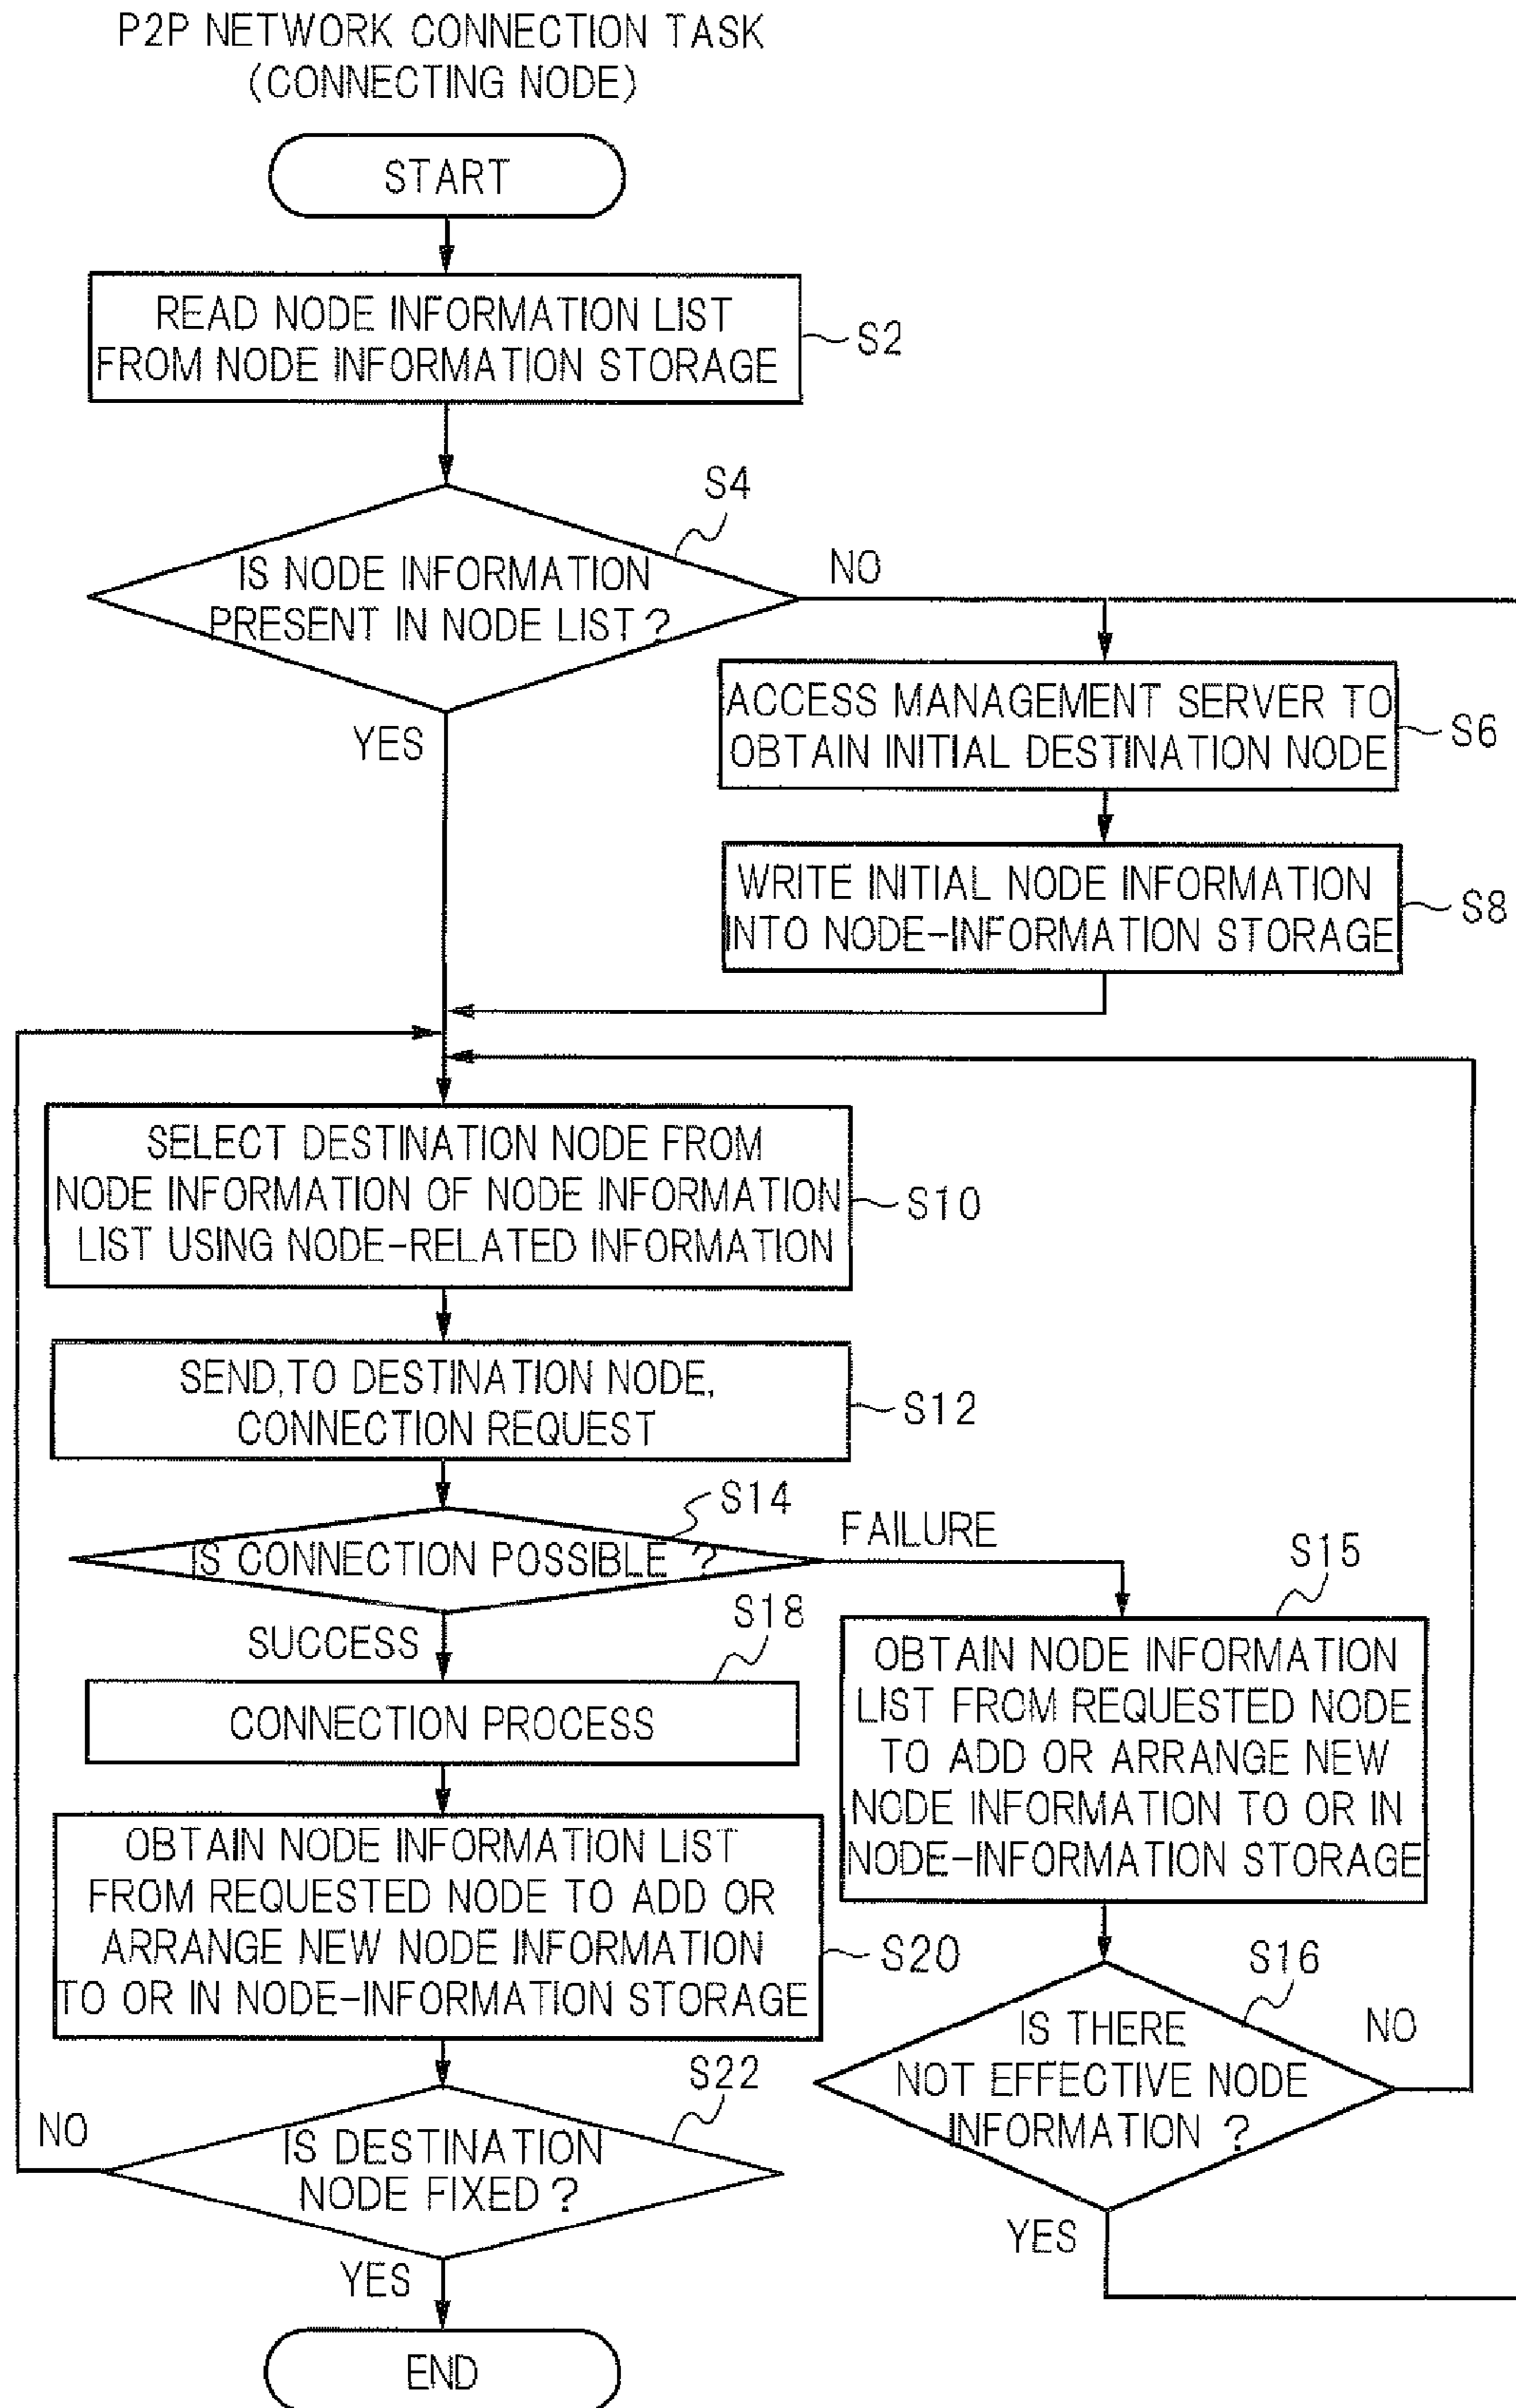 P2P NETWORK CONNECTION TASK
(CONNECTING NODE)
START
READ NODE INFORMATION LIST
FROM NODE INFORMATION STORAGE
S2
S4
IS NODE INFORMATION
PRESENT IN NODE LIST ?
NO
YES
ACCESS MANAGEMENT SERVER TO
OBTAIN INITIAL DESTINATION NODE
S6
WRITE INITIAL NODE INFORMATION
INTO NODE-INFORMATION STORAGE
S8
SELECT DESTINATION NODE FROM
NODE INFORMATION OF NODE INFORMATION
LIST USING NODE-RELATED INFORMATION
S10
SEND,TO DESTINATION NODE,
CONNECTION REQUEST
S12
S14
IS CONNECTION POSSIBLE ?
FAILURE
SUCCESS
S18
CONNECTION PROCESS
S15
OBTAIN NODE INFORMATION
LIST FROM REQUESTED NODE
TO ADD OR ARRANGE NEW
NODE INFORMATION TO OR IN
NODE-INFORMATION STORAGE
OBTAIN NODE INFORMATION LIST
FROM REQUESTED NODE TO ADD OR
ARRANGE NEW NODE INFORMATION
TO OR IN NODE-INFORMATION STORAGE
S20
S16
IS THERE
NOT EFFECTIVE NODE
INFORMATION ?
NO
YES
S22
IS DESTINATION
NODE FIXED ?
NO
YES
END